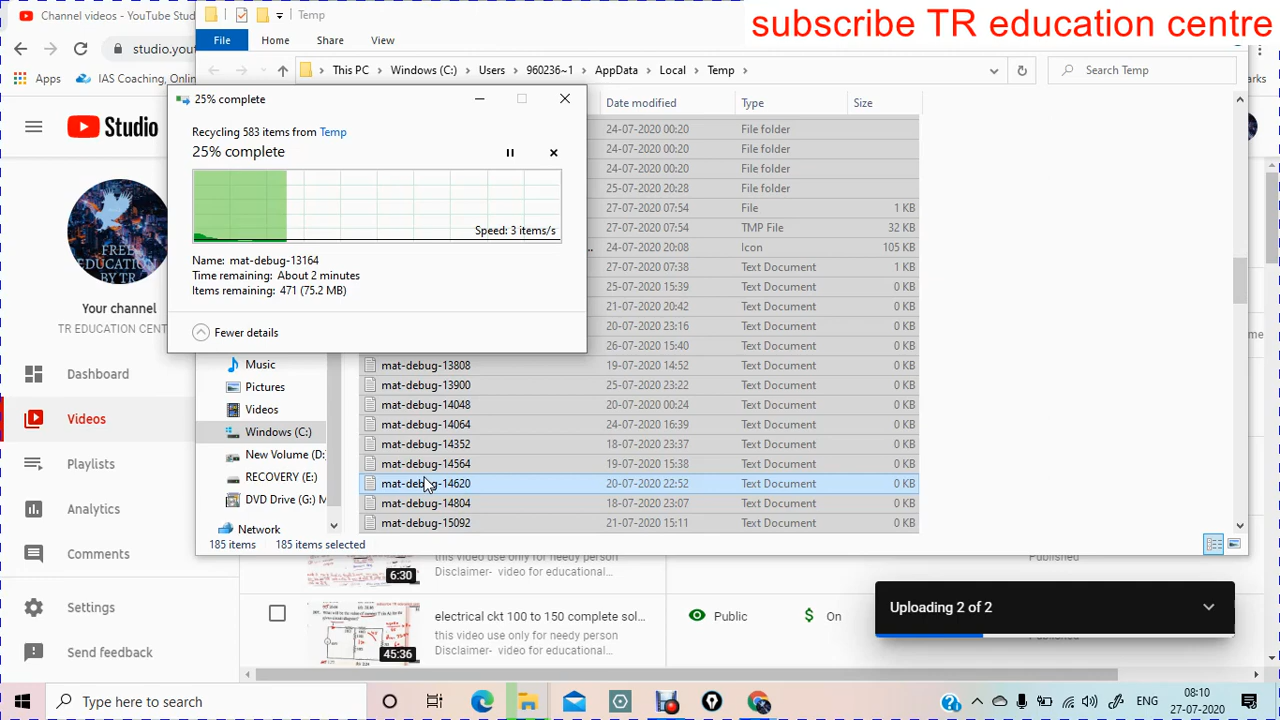 subscribe TR education centre
Channel videos - YouTube Stud
Temp
File
Home
Share
View
studio.yout
This PC
Windows (C:)
Users
960236~1
AppData
Local
Temp
Search Temp
Apps
IAS Coaching, Onlin
arks
25% complete
Date modified
Type
Size
Studio
Recycling 583 items from Temp
25% complete
Speed: 3 items/s
Name: mat-debug-13164
Time remaining: About 2 minutes
Items remaining: 471 (75.2 MB)
Fewer details
24-07-2020 00:20 File folder
24-07-2020 00:20 File folder
24-07-2020 00:20 File folder
25-07-2020 20:28 File folder
27-07-2020 07:54 File 1 KB
27-07-2020 07:54 TMP File 32 KB
24-07-2020 20:08 Icon 105 KB
27-07-2020 07:38 Text Document 1 KB
25-07-2020 15:39 Text Document 0 KB
21-07-2020 20:42 Text Document 0 KB
20-07-2020 23:16 Text Document 0 KB
26-07-2020 15:40 Text Document 0 KB
mat-debug-13808 19-07-2020 14:52 Text Document 0 KB
mat-debug-13900 25-07-2020 23:22 Text Document 0 KB
mat-debug-14048 20-07-2020 00:24 Text Document 0 KB
mat-debug-14064 24-07-2020 16:39 Text Document 0 KB
mat-debug-14352 18-07-2020 23:37 Text Document 0 KB
mat-debug-14564 19-07-2020 15:38 Text Document 0 KB
mat-debug-14620 20-07-2020 22:52 Text Document 0 KB
mat-debug-14804 18-07-2020 23:07 Text Document 0 KB
mat-debug-15092 21-07-2020 15:11 Text Document 0 KB
FREE
EDUCATION
BY TR
Your channel
TR EDUCATION CENT
Dashboard
Videos
Playlists
Analytics
Comments
Settings
Send feedback
Music
Pictures
Videos
Windows (C:)
New Volume (D:
RECOVERY (E:)
DVD Drive (G:) M
Network
185 items
185 items selected
this video use only for needy person
Disclaimer- video for educational...
6:30
Published
electrical ckt 100 to 150 complete sol...
this video use only for needy person
Disclaimer- video for educational...
45:36
Public
$ On
Uploading 2 of 2
Type here to search
ENG
08:10
27-07-2020